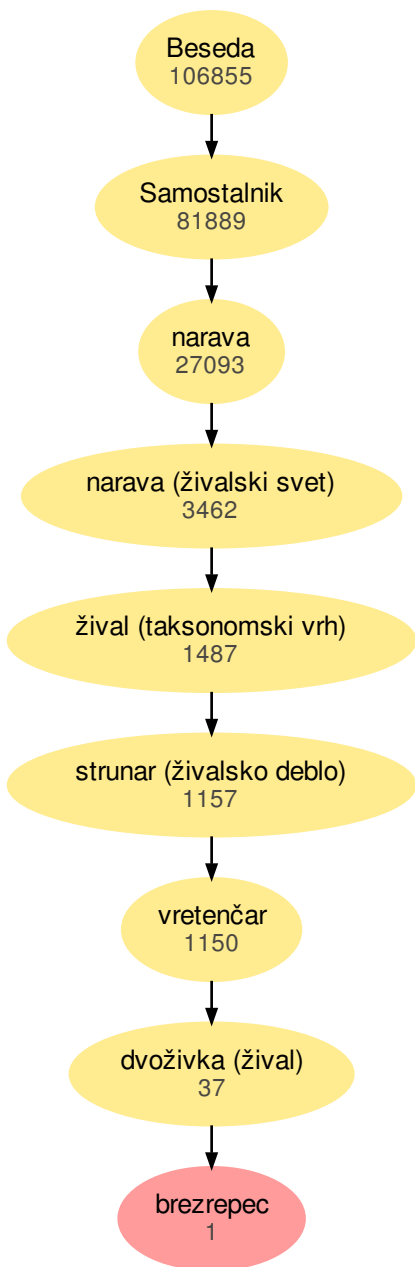 Beseda
106855
Samostalnik
81889
narava
27093
narava (živalski svet)
3462
žival (taksonomski vrh)
1487
strunar (živalsko deblo)
1157
vretenčar
1150
dvoživka (žival)
37
brezrepec
1